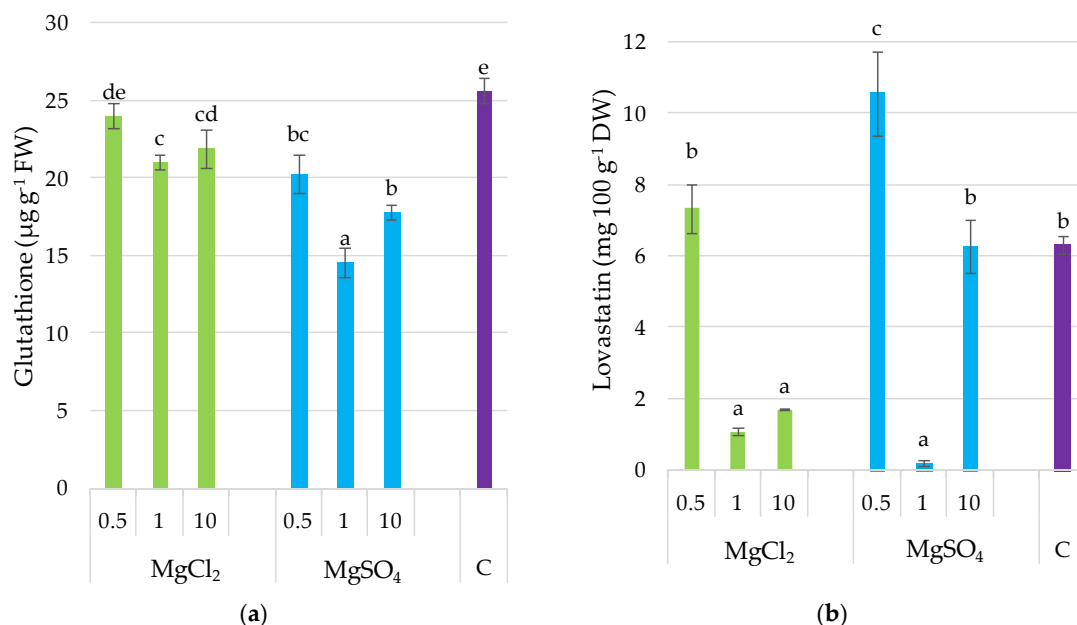 30
25
20
15
10
5
0
Glutathione (µg g⁻¹ FW)
de
c
cd
bc
a
b
e
0.5 1 10 0.5 1 10
MgCl₂ MgSO₄ C
(a)
12
10
8
6
4
2
0
Lovastatin (mg 100 g⁻¹ DW)
b
a
a
c
a
b
b
0.5 1 10 0.5 1 10
MgCl₂ MgSO₄ C
(b)